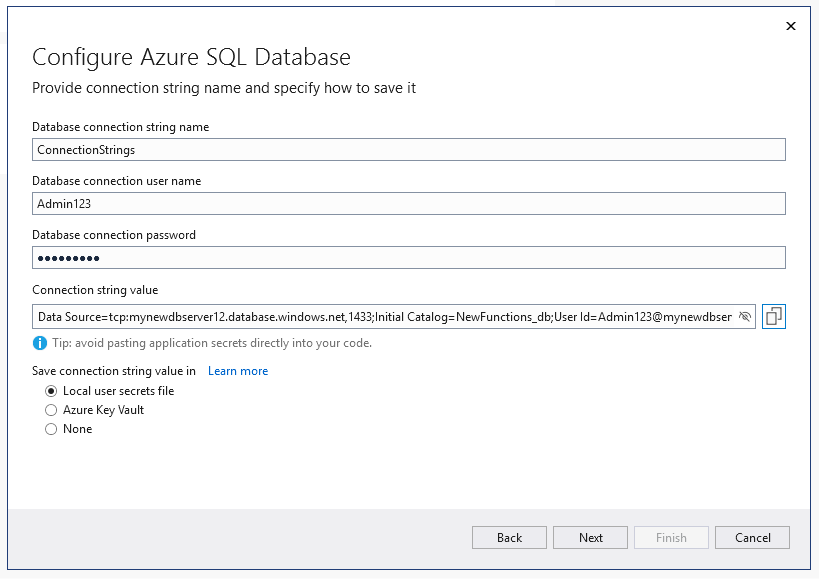 Configure Azure SQL Database
Provide connection string name and specify how to save it
Database connection string name
ConnectionStrings
Database connection user name
Admin123
Database connection password
●●●●●●●●●
Connection string value
Data Source=tcp:mynewdbserver12.database.windows.net,1433;Initial Catalog=NewFunctions_db;User Id=Admin123@mynewdbser
Tip: avoid pasting application secrets directly into your code.
Save connection string value in Learn more
Local user secrets file
Azure Key Vault
None
Back Next Finish Cancel